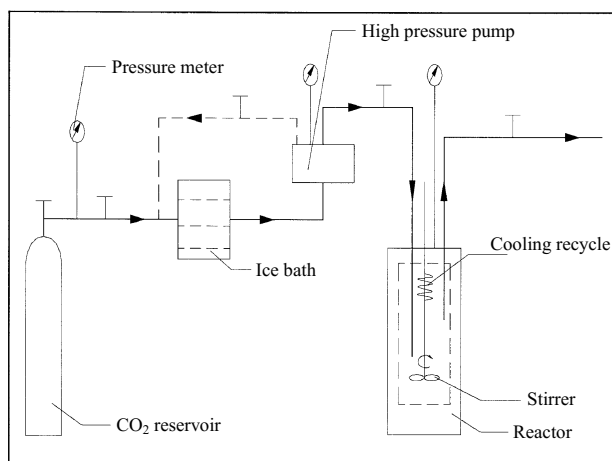 High pressure pump
Pressure meter
Cooling recycle
Ice bath
Stirrer
CO₂ reservoir
Reactor